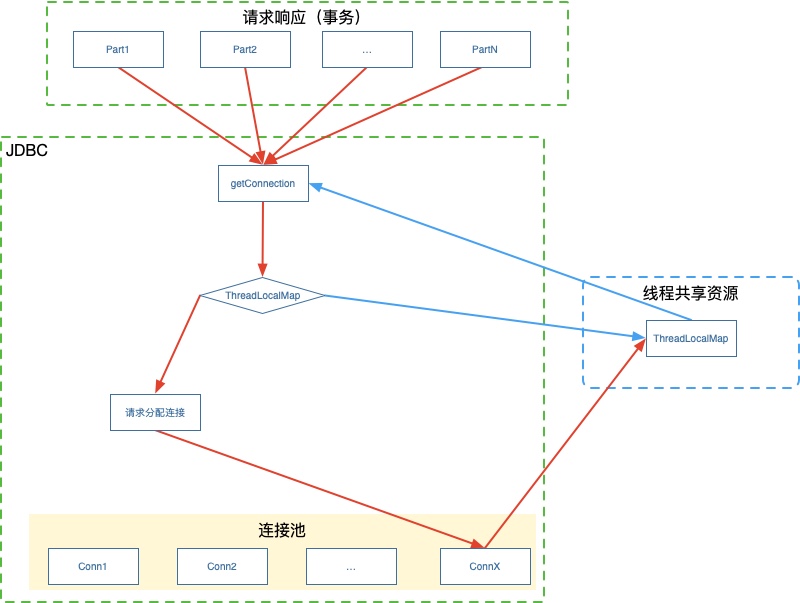 请求响应（事务）
Part1
Part2
...
PartN
JDBC
getConnection
ThreadLocalMap
线程共享资源
ThreadLocalMap
请求分配连接
连接池
Conn1
Conn2
...
ConnX